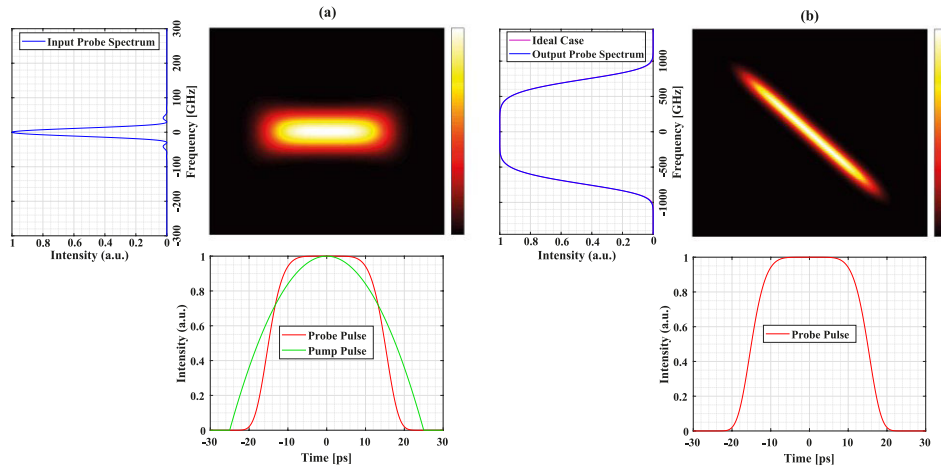 (a)
Input Probe Spectrum
300
200
100
0
-100
-200
-300
Frequency [GHz]
1 0.8 0.6 0.4 0.2 0
Intensity (a.u.)
1
0.8
0.6
0.4
0.2
0
Intensity (a.u.)
Probe Pulse
Pump Pulse
-30 -20 -10 0 10 20 30
Time [ps]
(b)
Ideal Case
Output Probe Spectrum
1000
500
0
-500
-1000
Frequency [GHz]
1 0.8 0.6 0.4 0.2 0
Intensity (a.u.)
1
0.8
0.6
0.4
0.2
0
Intensity (a.u.)
Probe Pulse
-30 -20 -10 0 10 20 30
Time [ps]